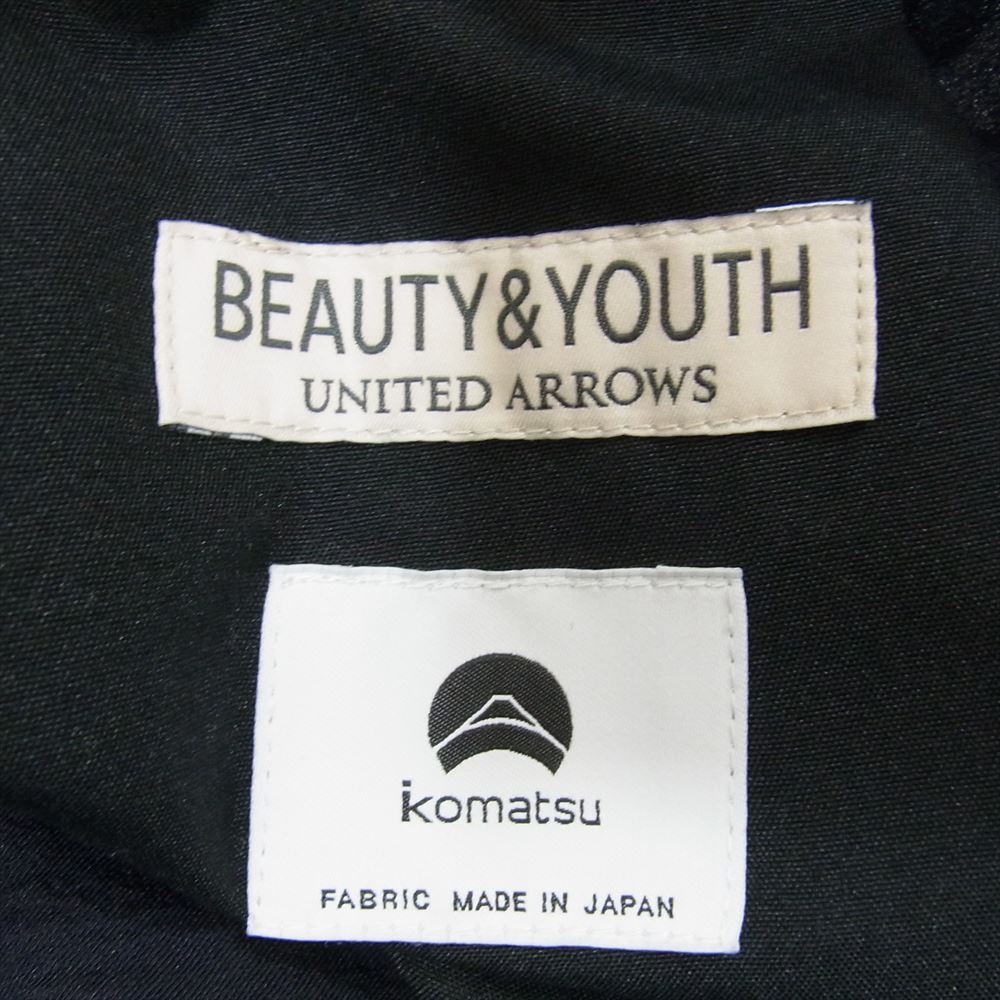 BEAUTY&YOUTH
UNITED ARROWS
komatsu
FABRIC MADE IN JAPAN